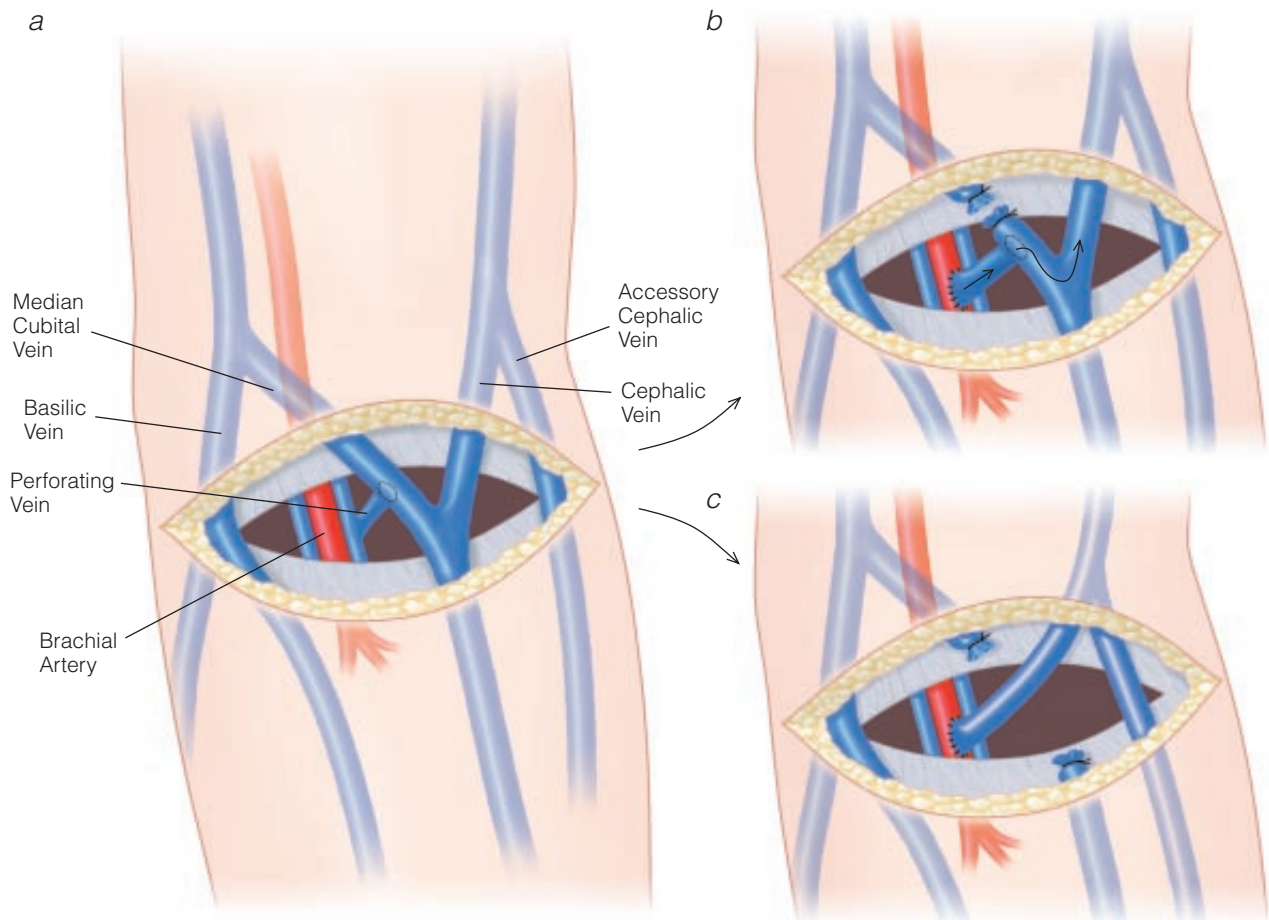 a
b
Median
Cubital
Vein
Basilic
Vein
Perforating
Vein
Brachial
Artery
Accessory
Cephalic
Vein
Cephalic
Vein
c